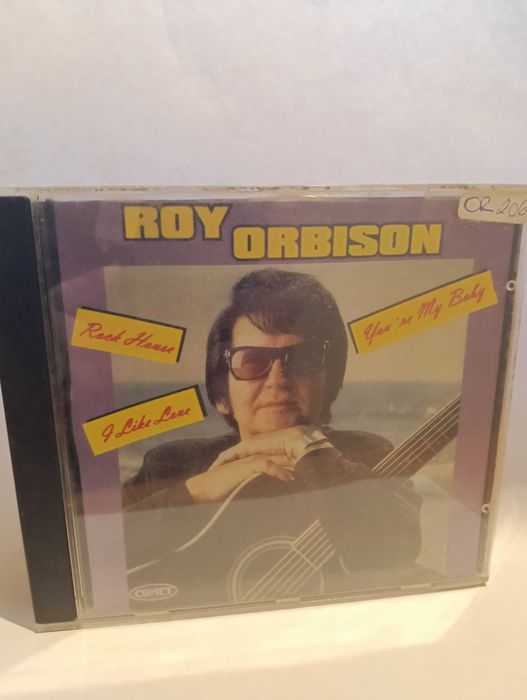 OR-206
ROY
ORBISON
You're My Baby
Rock House
I Like Love
COMET